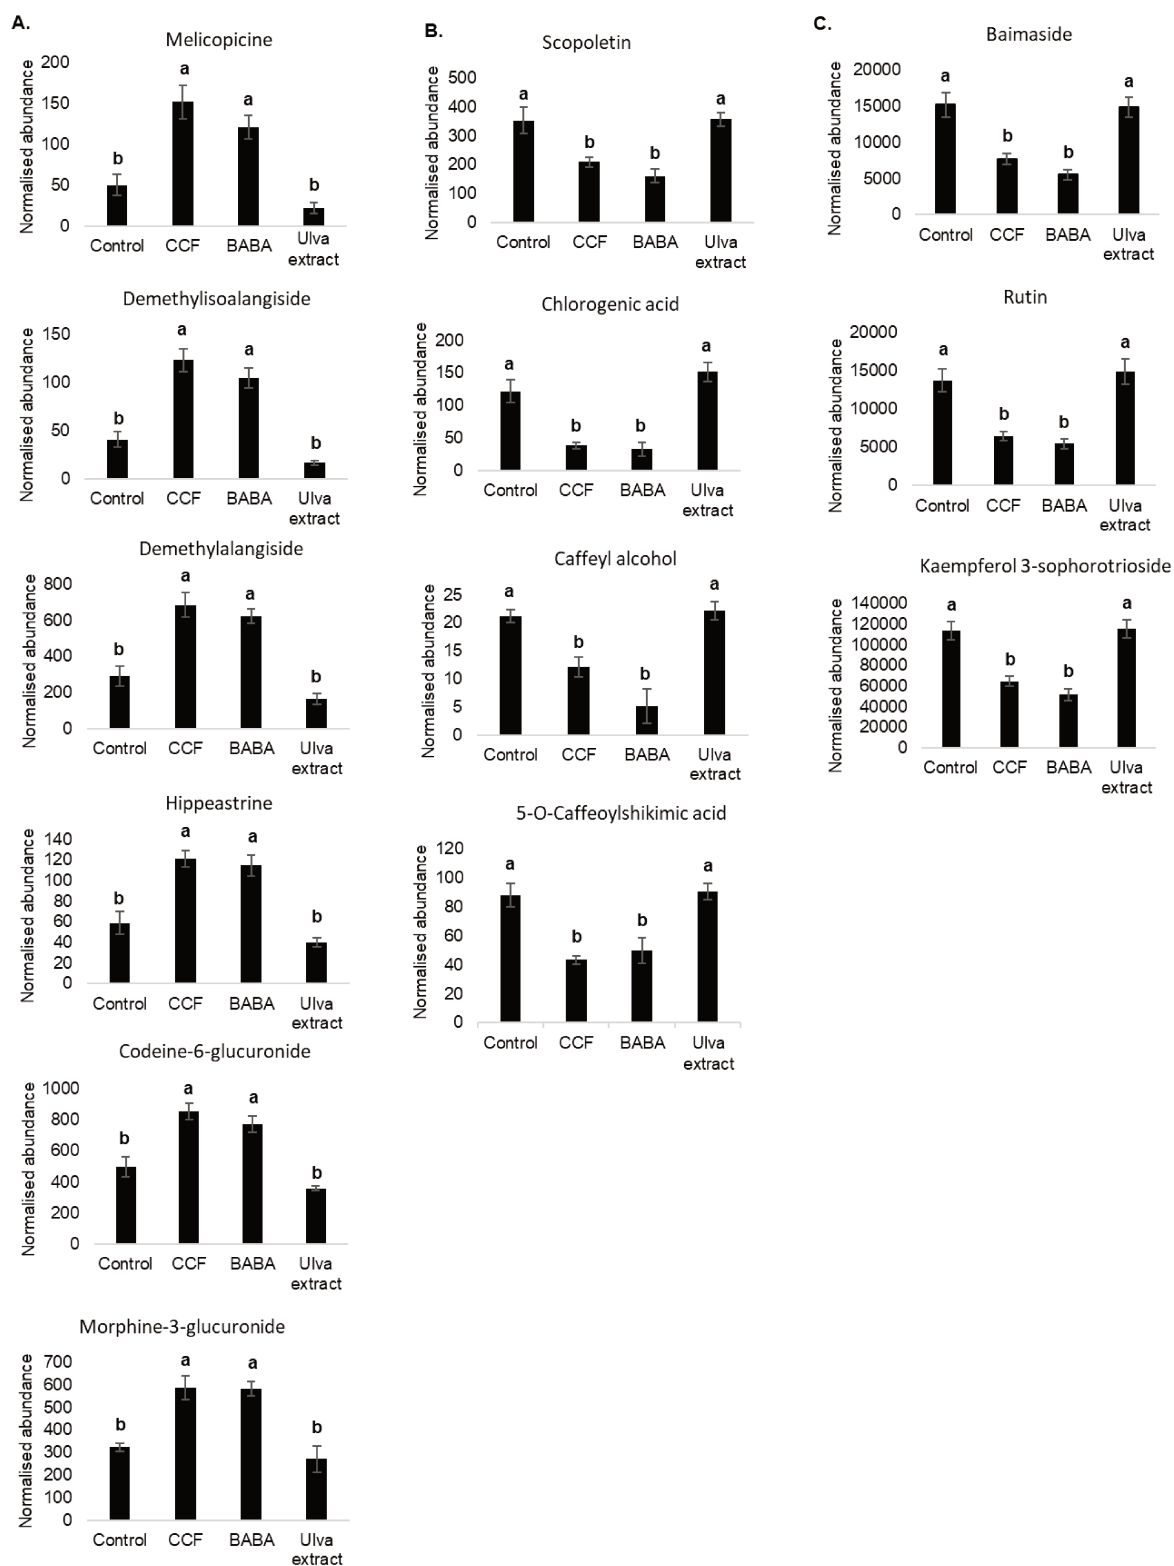 A.
Melicopicine
Normalised abundance
200
150
100
50
0
b
a
a
b
Control CCF BABA Ulva
extract
Demethylisoalangiside
Normalised abundance
150
100
50
0
b
a
a
b
Control CCF BABA Ulva
extract
Demethylalangiside
Normalised abundance
800
600
400
200
0
b
a
a
b
Control CCF BABA Ulva
extract
Hippeastrine
Normalised abundance
140
120
100
80
60
40
20
0
b
a
a
b
Control CCF BABA Ulva
extract
Codeine-6-glucuronide
Normalised abundance
1000
800
600
400
200
0
b
a
a
b
Control CCF BABA Ulva
extract
Morphine-3-glucuronide
Normalised abundance
700
600
500
400
300
200
100
0
b
a
a
b
Control CCF BABA Ulva
extract
B.
Scopoletin
Normalised abundance
500
400
300
200
100
0
a
b
b
a
Control CCF BABA Ulva
extract
Chlorogenic acid
Normalised abundance
200
150
100
50
0
a
b
b
a
Control CCF BABA Ulva
extract
Caffeyl alcohol
Normalised abundance
25
20
15
10
5
0
a
b
b
a
Control CCF BABA Ulva
extract
5-O-Caffeoylshikimic acid
Normalised abundance
120
100
80
60
40
20
0
a
b
b
a
Control CCF BABA Ulva
extract
C.
Baimaside
Normalised abundance
20000
15000
10000
5000
0
a
b
b
a
Control CCF BABA Ulva
extract
Rutin
Normalised abundance
20000
15000
10000
5000
0
a
b
b
a
Control CCF BABA Ulva
extract
Kaempferol 3-sophorotrioside
Normalised abundance
140000
120000
100000
80000
60000
40000
20000
0
a
b
b
a
Control CCF BABA Ulva
extract